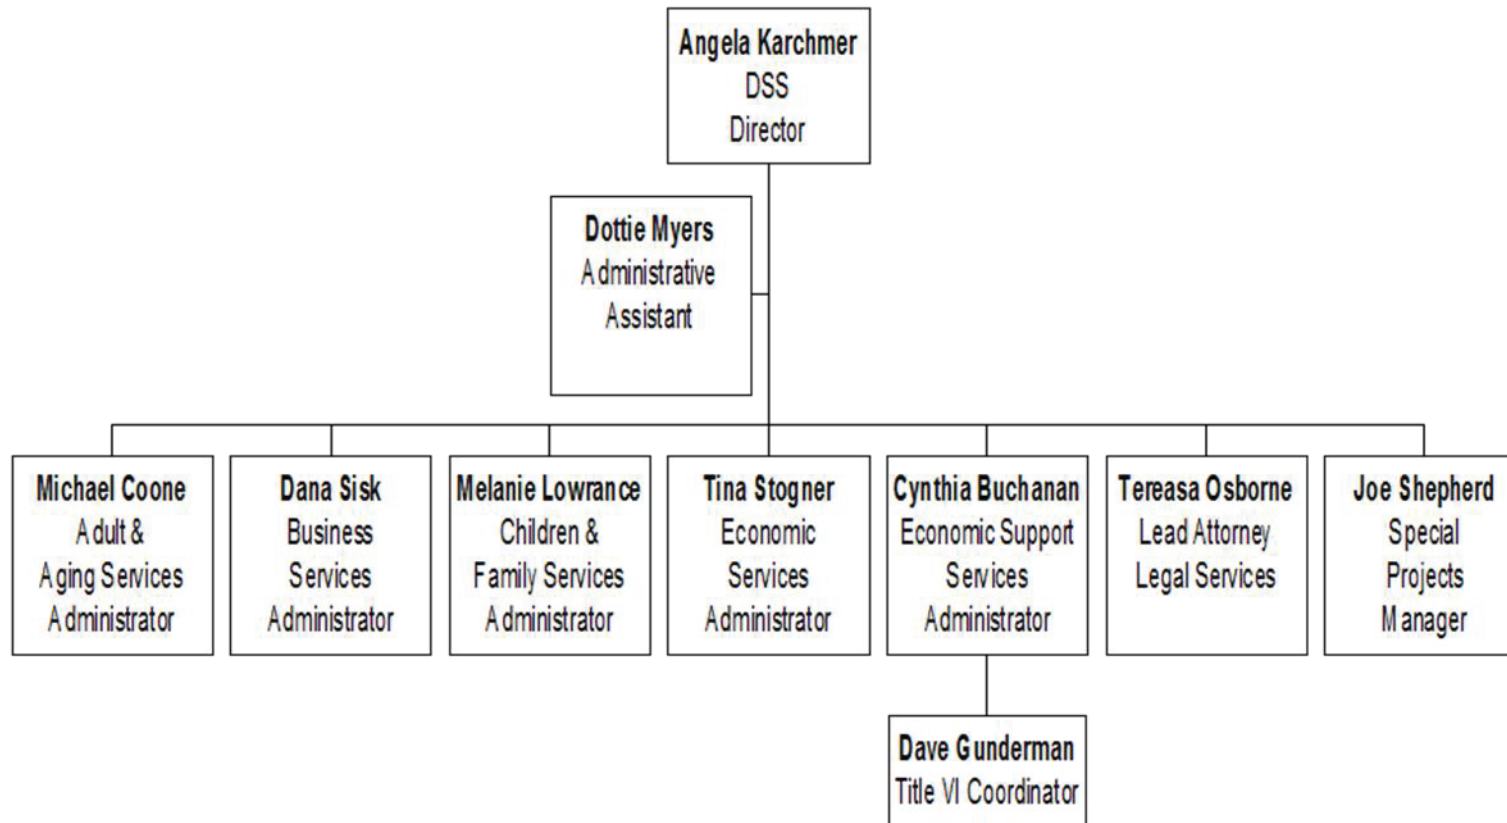 Angela Karchmer
DSS
Director
Dottie Myers
Administrative
Assistant
Michael Coone
Adult &
Aging Services
Administrator
Dana Sisk
Business
Services
Administrator
Melanie Lowrance
Children &
Family Services
Administrator
Tina Stogner
Economic
Services
Administrator
Cynthia Buchanan
Economic Support
Services
Administrator
Tereasa Osborne
Lead Attorney
Legal Services
Joe Shepherd
Special
Projects
Manager
Dave Gunderman
Title VI Coordinator